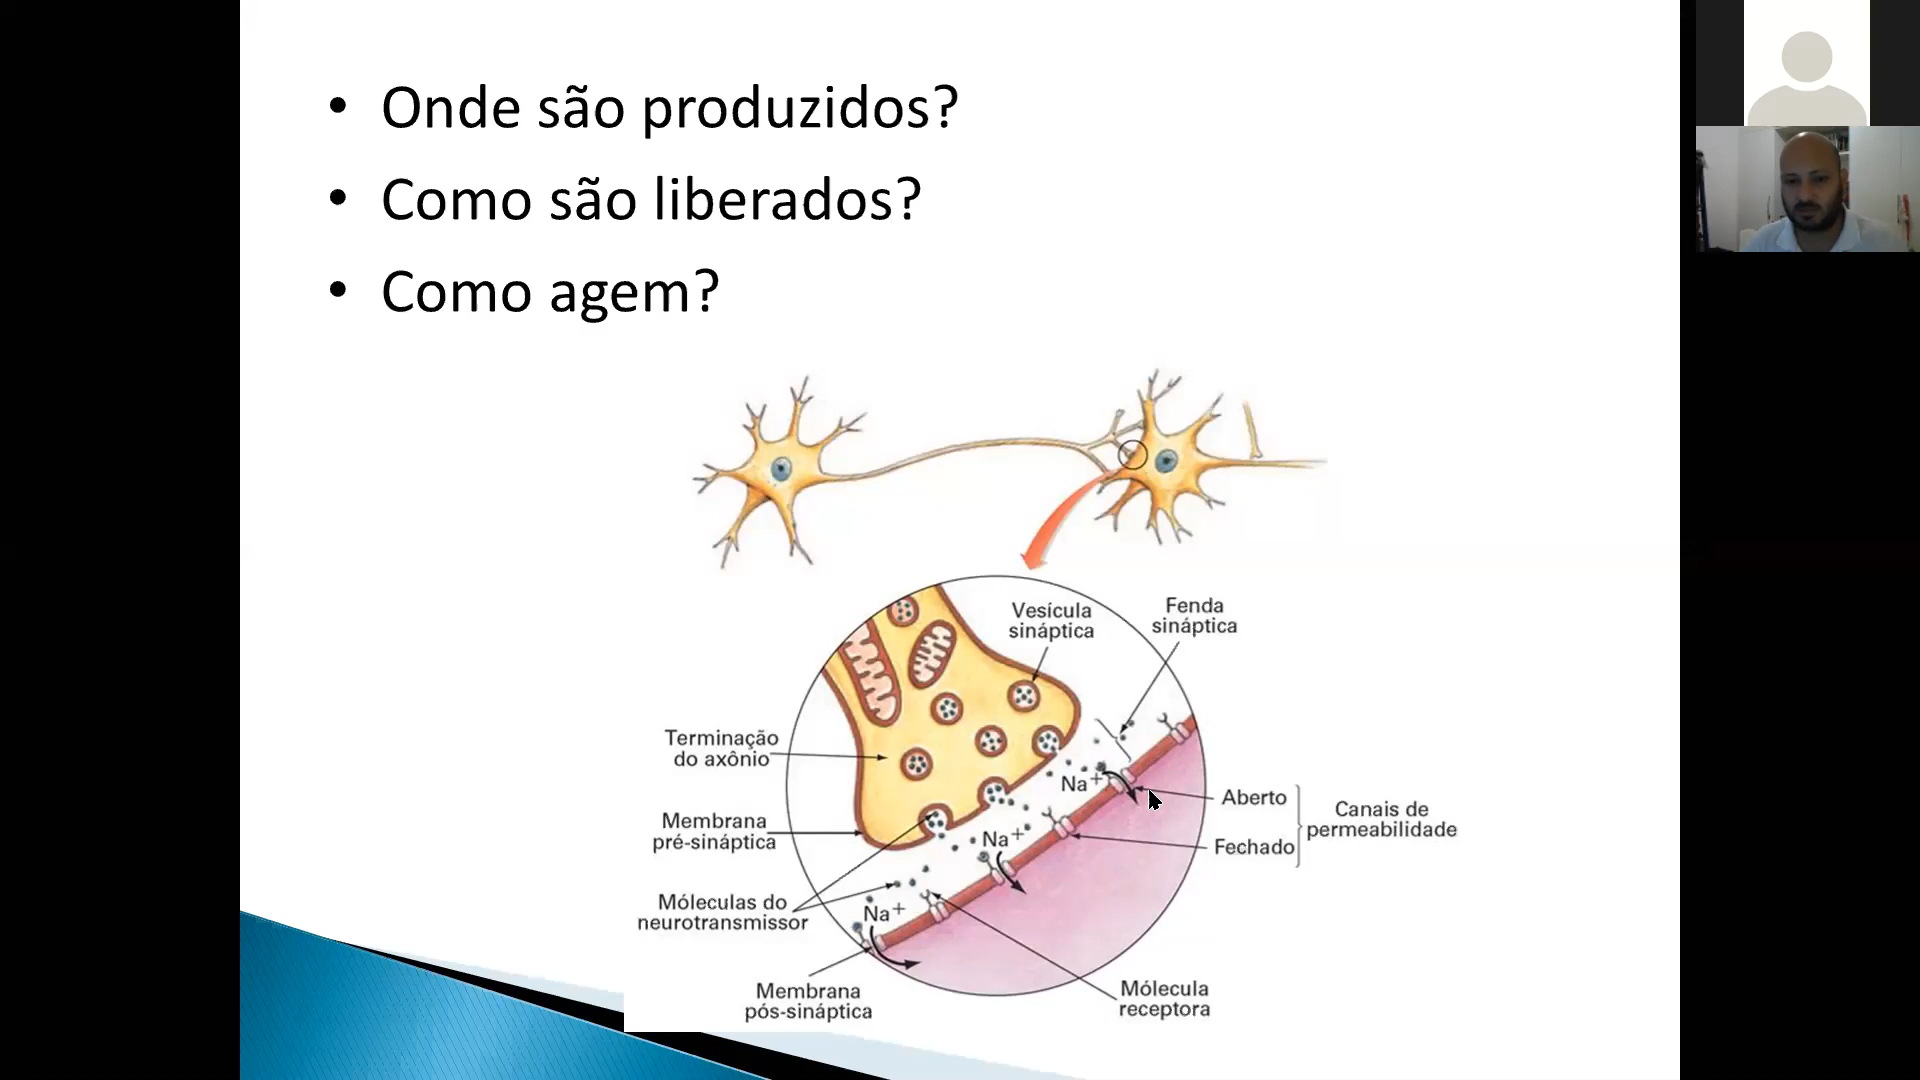 • Onde são produzidos?
• Como são liberados?
• Como agem?
Vesícula
sináptica
Fenda
sináptica
Terminação
do axônio
Na+
Aberto
Canais de
permeabilidade
Membrana
pré-sináptica
Na+
Fechado
Móleculas do
neurotransmissor
Na+
Membrana
pós-sináptica
Mólecula
receptora